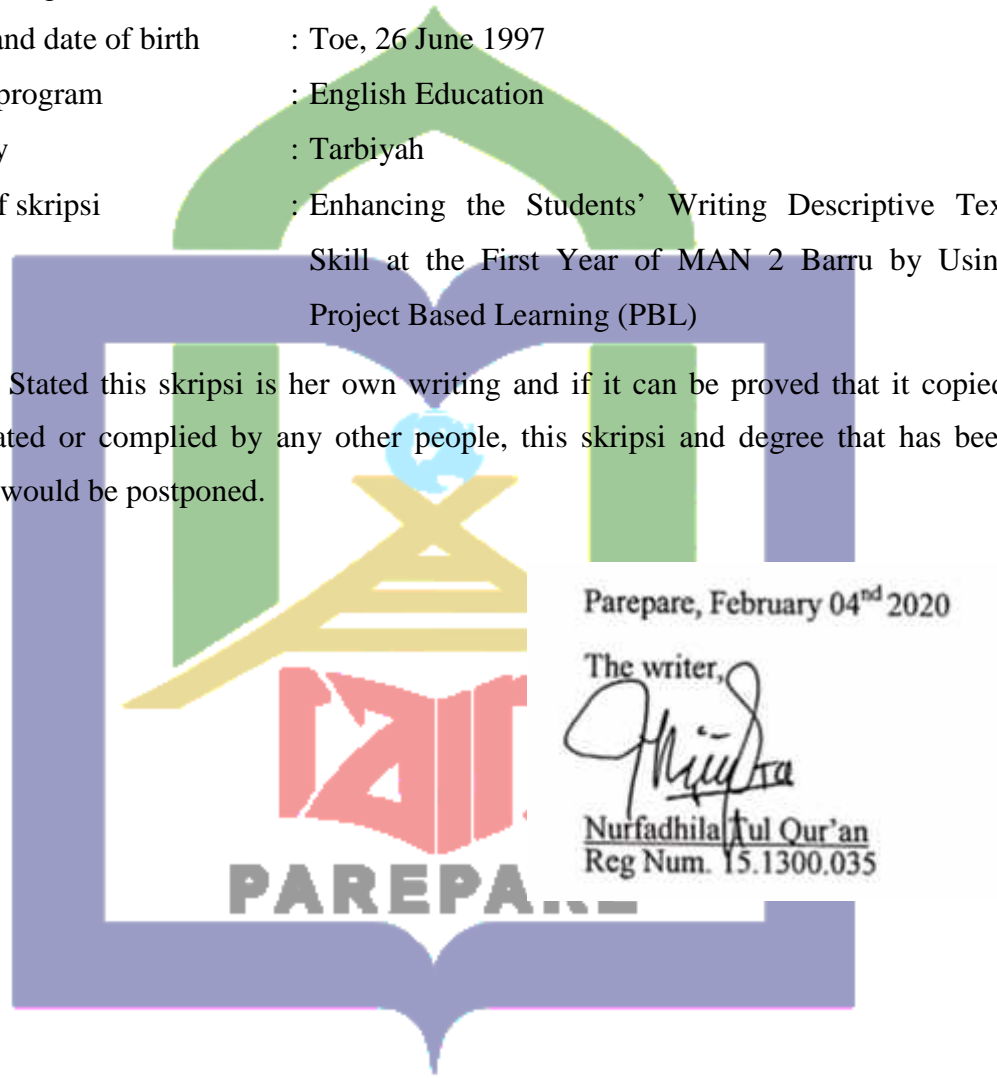 and date of birth : Toe, 26 June 1997
program : English Education
y : Tarbiyah
f skripsi : Enhancing the Students’ Writing Descriptive Tex
Skill at the First Year of MAN 2 Barru by Usin
Project Based Learning (PBL)
Stated this skripsi is her own writing and if it can be proved that it copied
ated or complied by any other people, this skripsi and degree that has bee
would be postponed.
Parepare, February 04nd 2020
The writer,
Nurfadhila Tul Qur’an
Reg Num. 15.1300.035
PAREPA